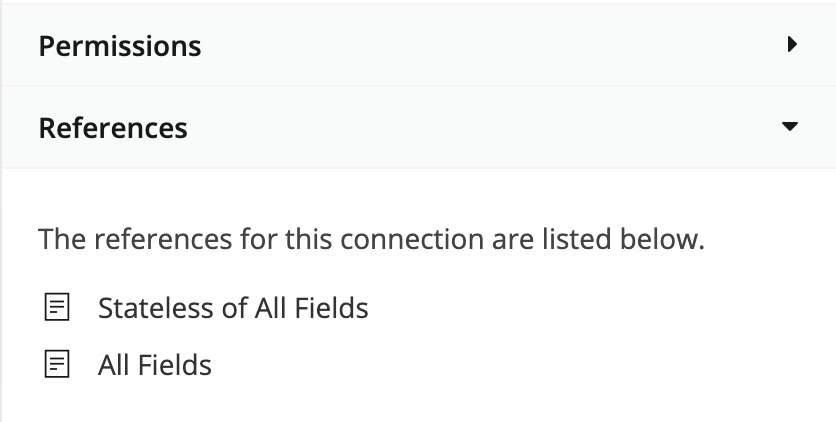 Permissions
References
The references for this connection are listed below.
Stateless of All Fields
All Fields